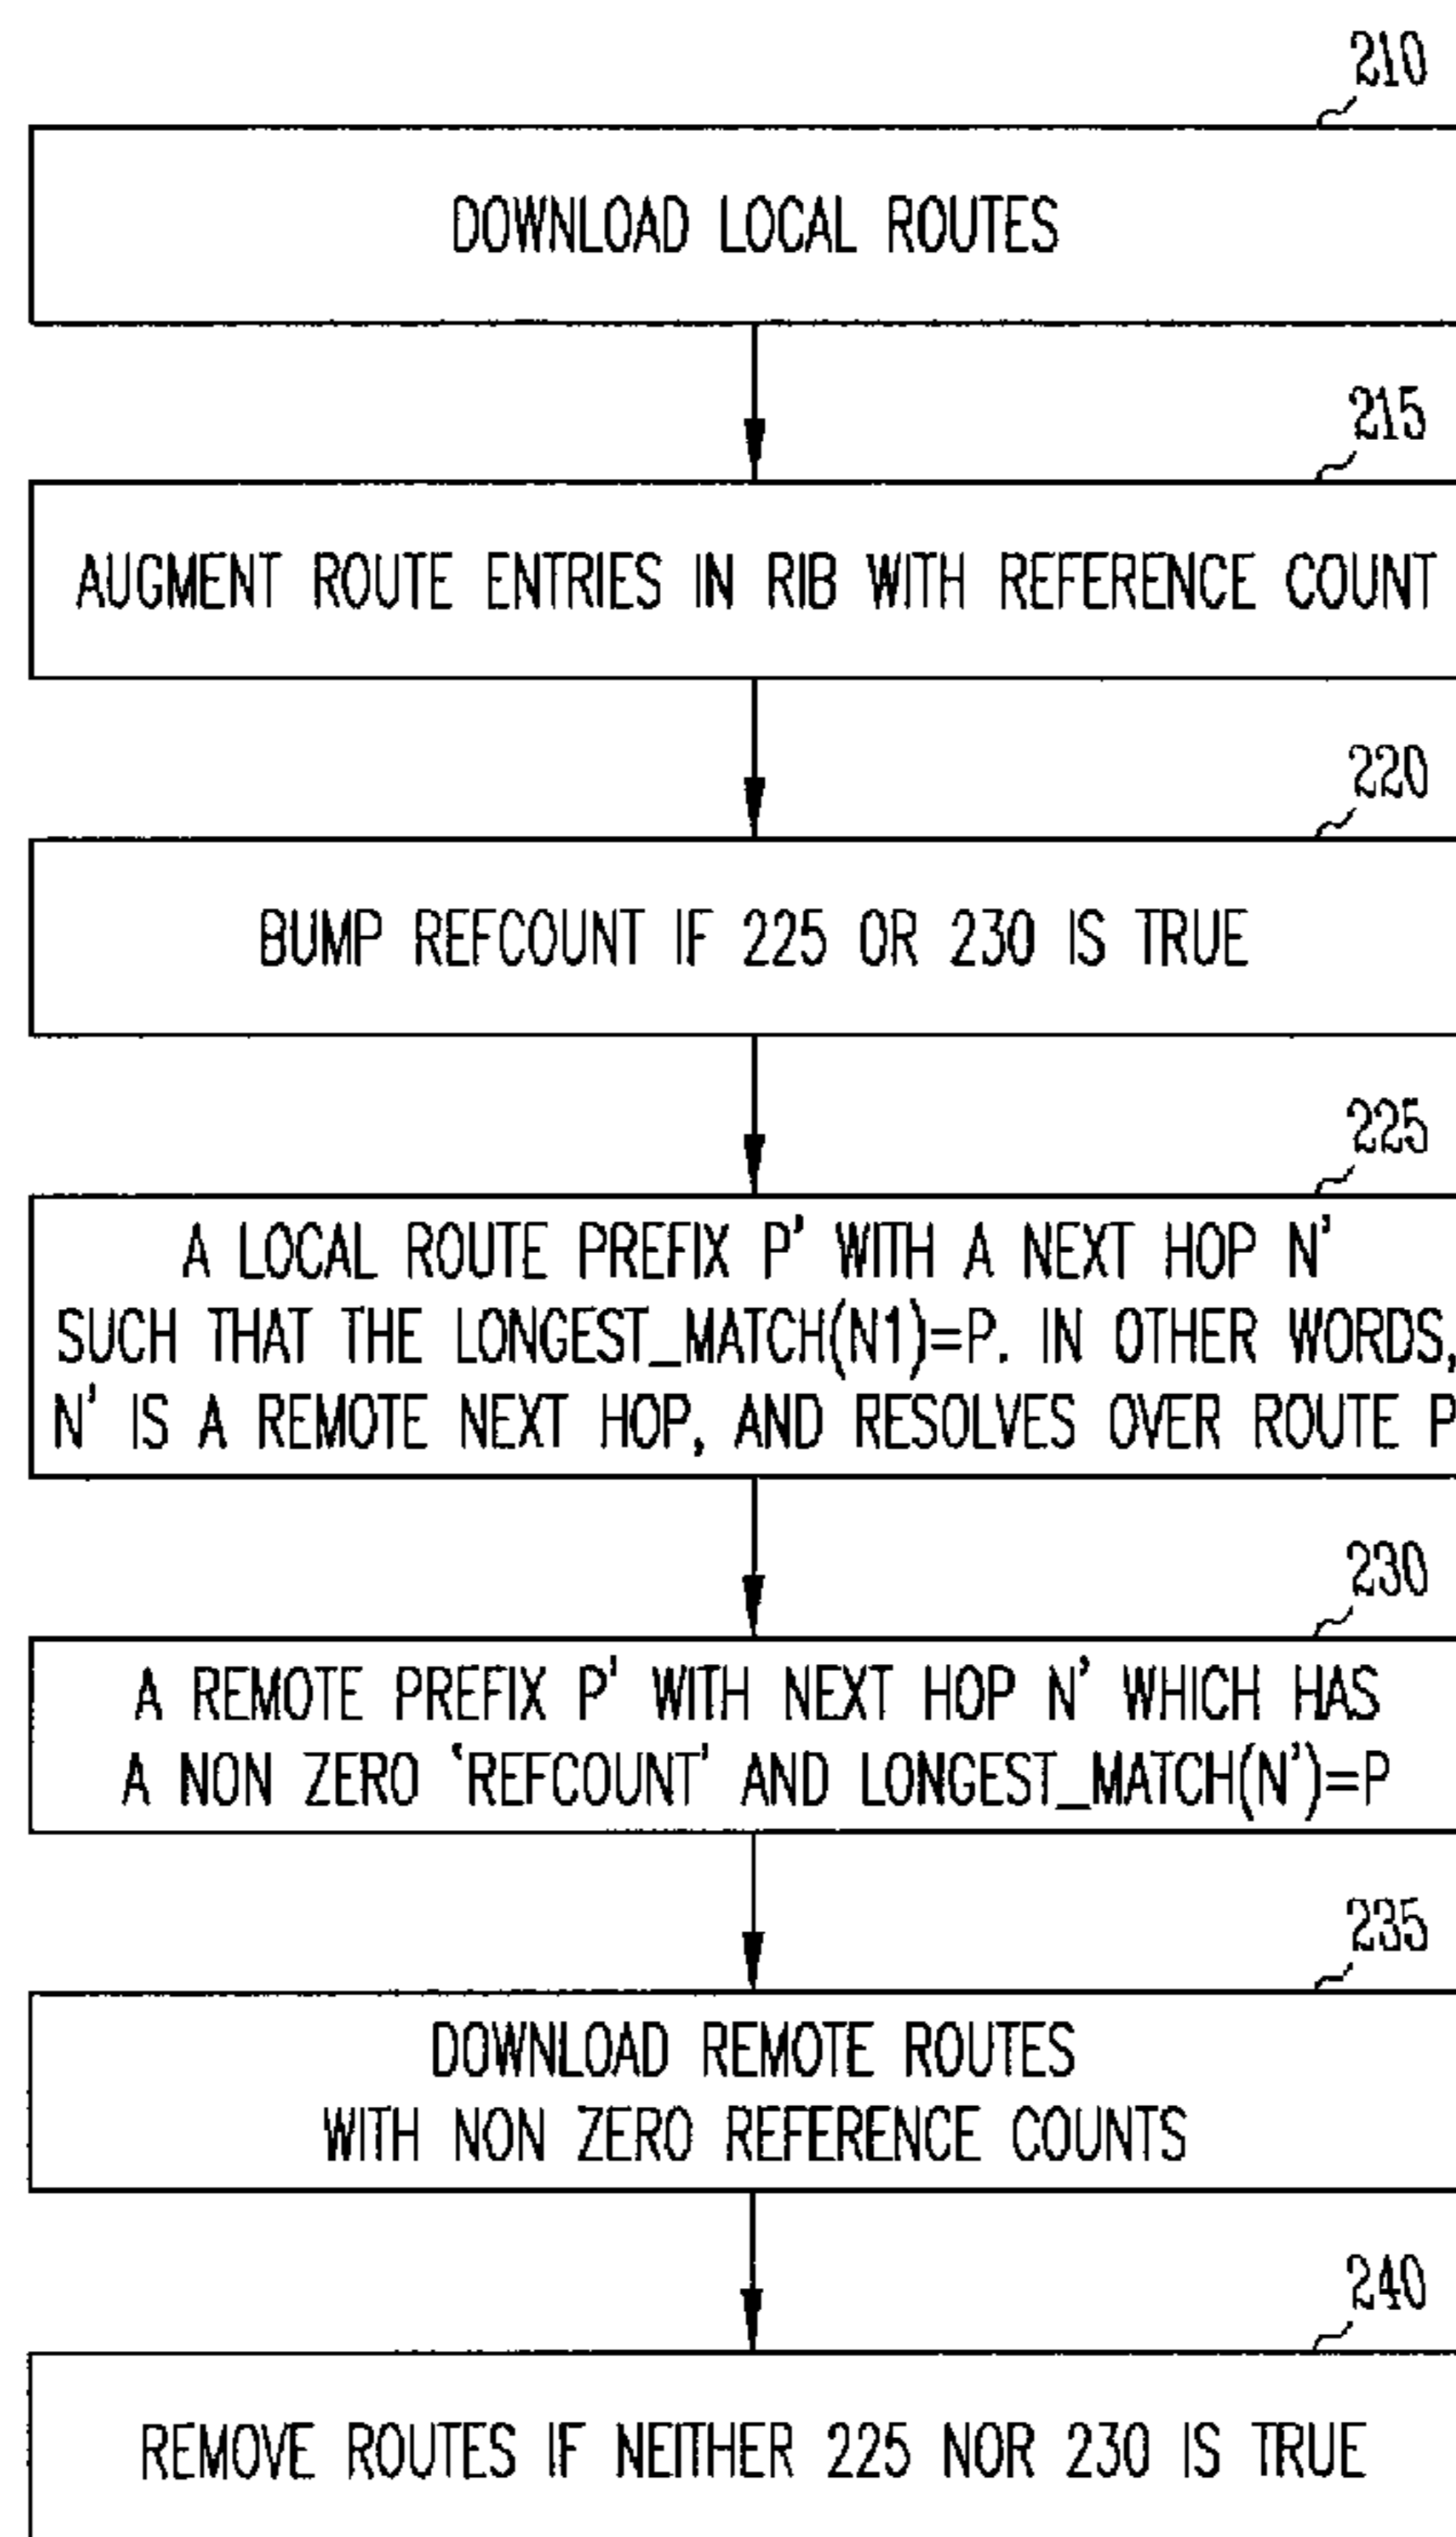 210
DOWNLOAD LOCAL ROUTES
215
AUGMENT ROUTE ENTRIES IN RIB WITH REFERENCE COUNT
220
BUMP REFCOUNT IF 225 OR 230 IS TRUE
225
A LOCAL ROUTE PREFIX P' WITH A NEXT HOP N'
SUCH THAT THE LONGEST_MATCH(N1)=P. IN OTHER WORDS,
N' IS A REMOTE NEXT HOP, AND RESOLVES OVER ROUTE P
230
A REMOTE PREFIX P' WITH NEXT HOP N' WHICH HAS
A NON ZERO 'REFCOUNT' AND LONGEST_MATCH(N')=P
235
DOWNLOAD REMOTE ROUTES
WITH NON ZERO REFERENCE COUNTS
240
REMOVE ROUTES IF NEITHER 225 NOR 230 IS TRUE